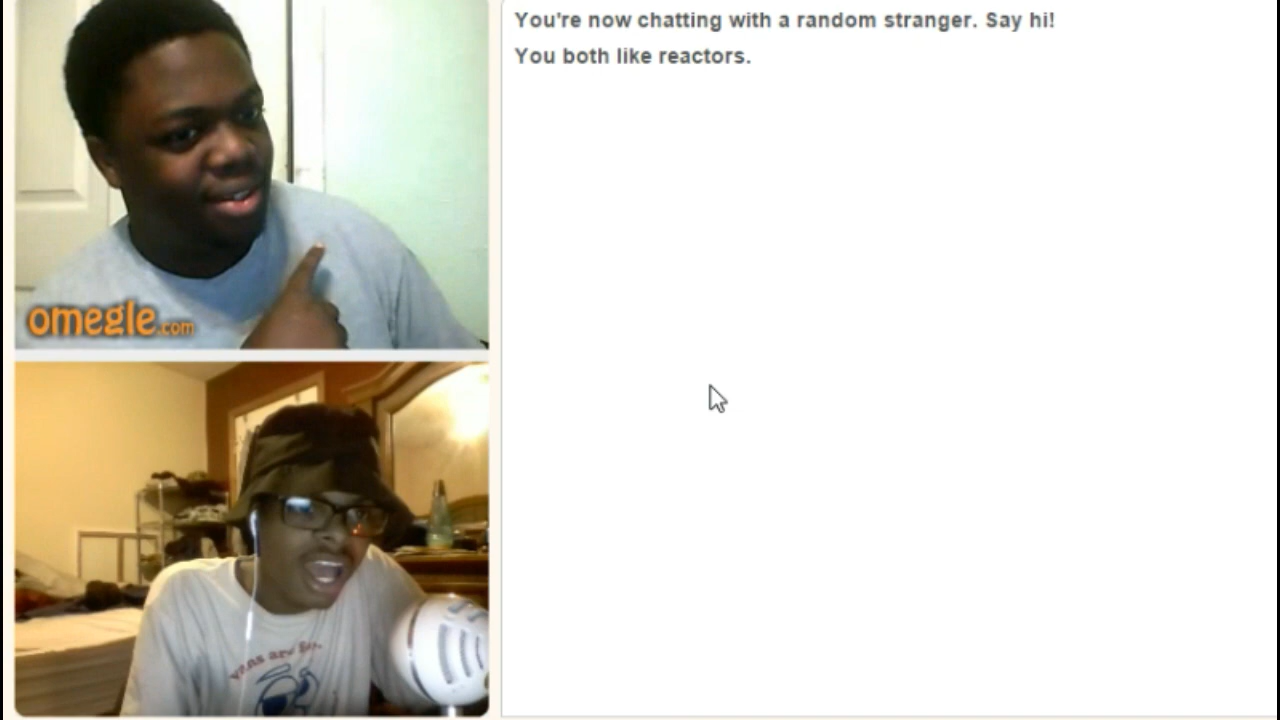 You're now chatting with a random stranger. Say hi!
You both like reactors.
omegle.com